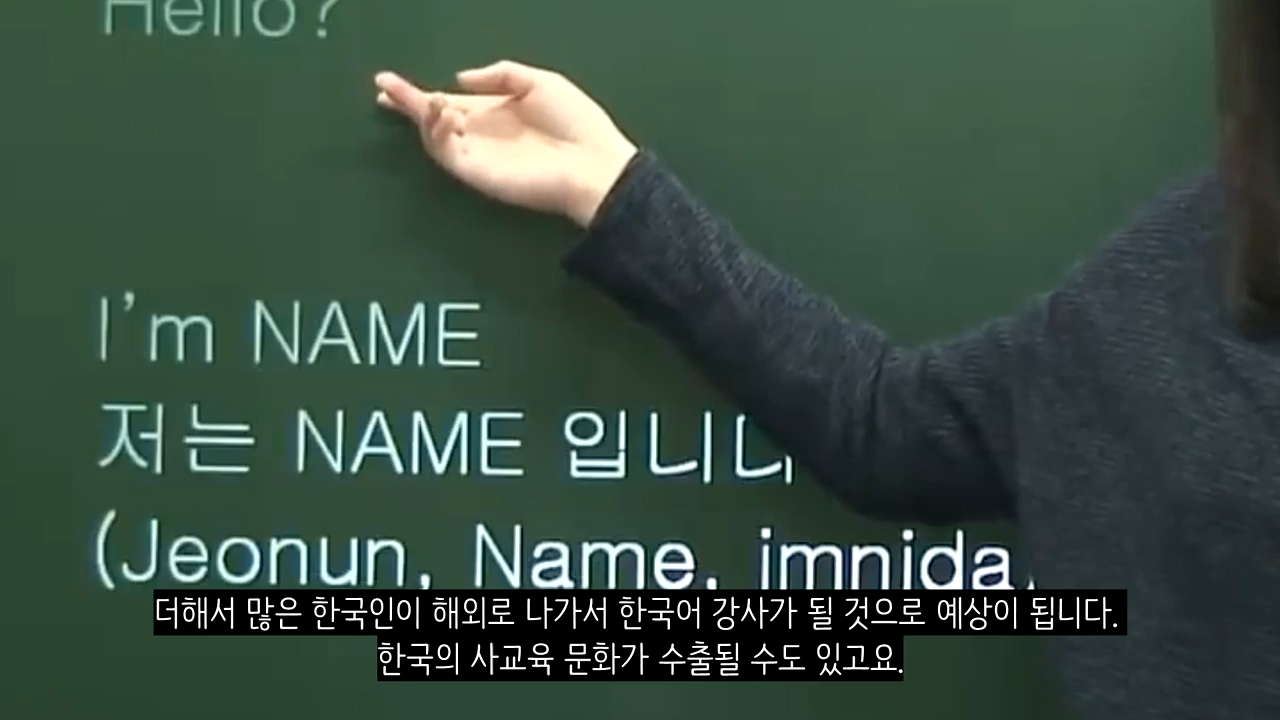 Hello?
I'm NAME
저는 NAME 입니
(Jeonun, Name, imnida
더해서 많은 한국인이 해외로 나가서 한국어 강사가 될 것으로 예상이 됩니다.
한국의 사교육 문화가 수출될 수도 있고요.